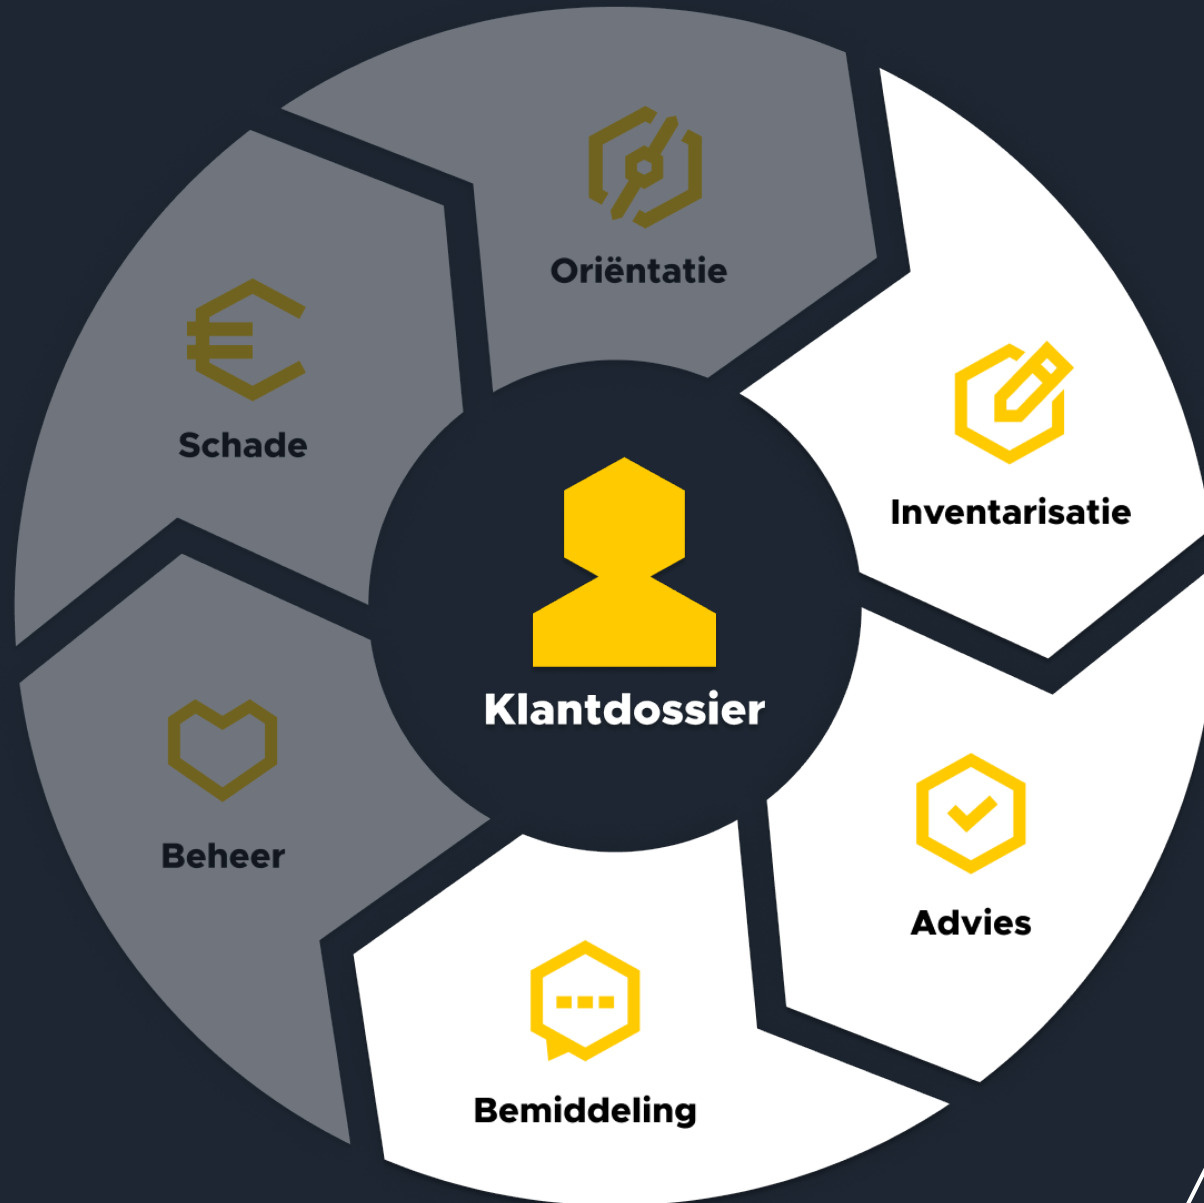 Oriëntatie
Inventarisatie
Advies
Bemiddeling
Beheer
Schade
Klantdossier